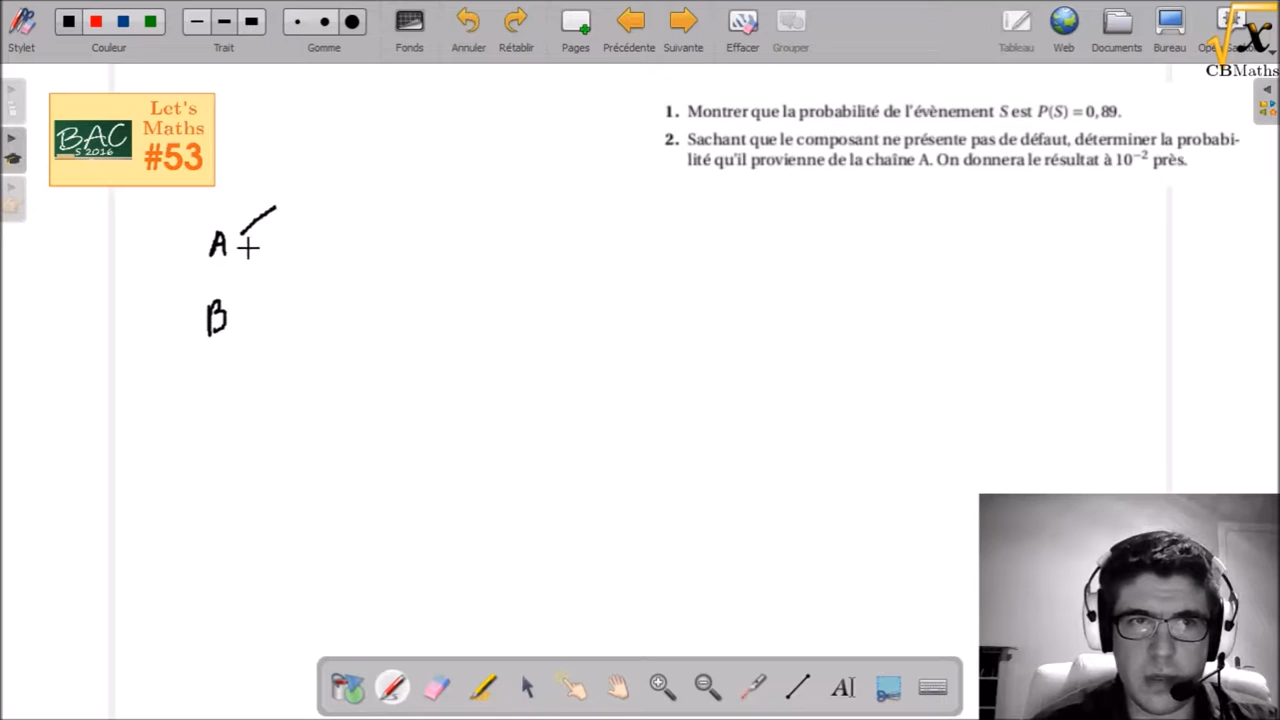 Stylet Couleur Trait Gomme Fonds Annuler Rétablir Pages Précédente Suivante Effacer Grouper Tableau Web Documents Bureau
CBMaths
Let's
Maths
#53
BAC
S 2016
1. Montrer que la probabilité de l'évènement S est P(S) = 0,89.
2. Sachant que le composant ne présente pas de défaut, déterminer la probabi-
lité qu'il provienne de la chaîne A. On donnera le résultat à 10⁻² près.
A
B
AI